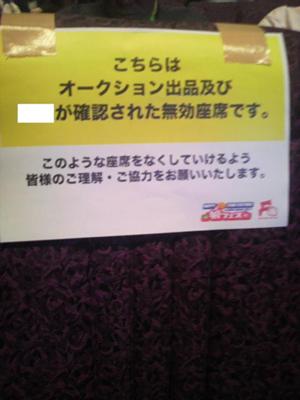 こちらは
オークション出品及び
が確認された無効座席です。
このような座席をなくしていけるよう
皆様のご理解・ご協力をお願いいたします。